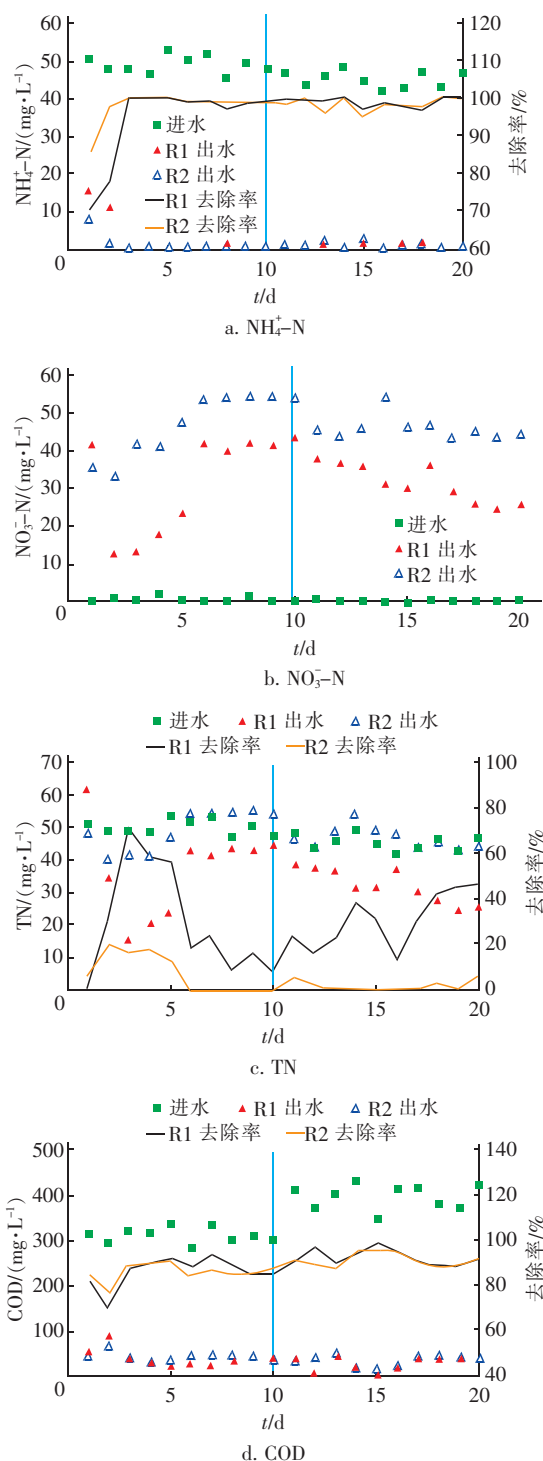 60
50
40
30
20
10
0
NH₄⁺–N/(mg·L⁻¹)
120
110
100
90
80
70
60
去除率/%
进水
R1 出水
R2 出水
R1 去除率
R2 去除率
5
10
15
20
t/d
a. NH₄⁺–N
60
50
40
30
20
10
0
NO₃⁻–N/(mg·L⁻¹)
进水
R1 出水
R2 出水
5
10
15
20
t/d
b. NO₃⁻–N
进水 R1 出水 R2 出水
R1 去除率 R2 去除率
70
60
50
40
30
20
10
0
TN/(mg·L⁻¹)
100
80
60
40
20
0
去除率/%
5
10
15
20
t/d
c. TN
进水 R1 出水 R2 出水
R1 去除率 R2 去除率
500
400
300
200
100
0
COD/(mg·L⁻¹)
140
120
100
80
60
40
去除率/%
5
10
15
20
t/d
d. COD